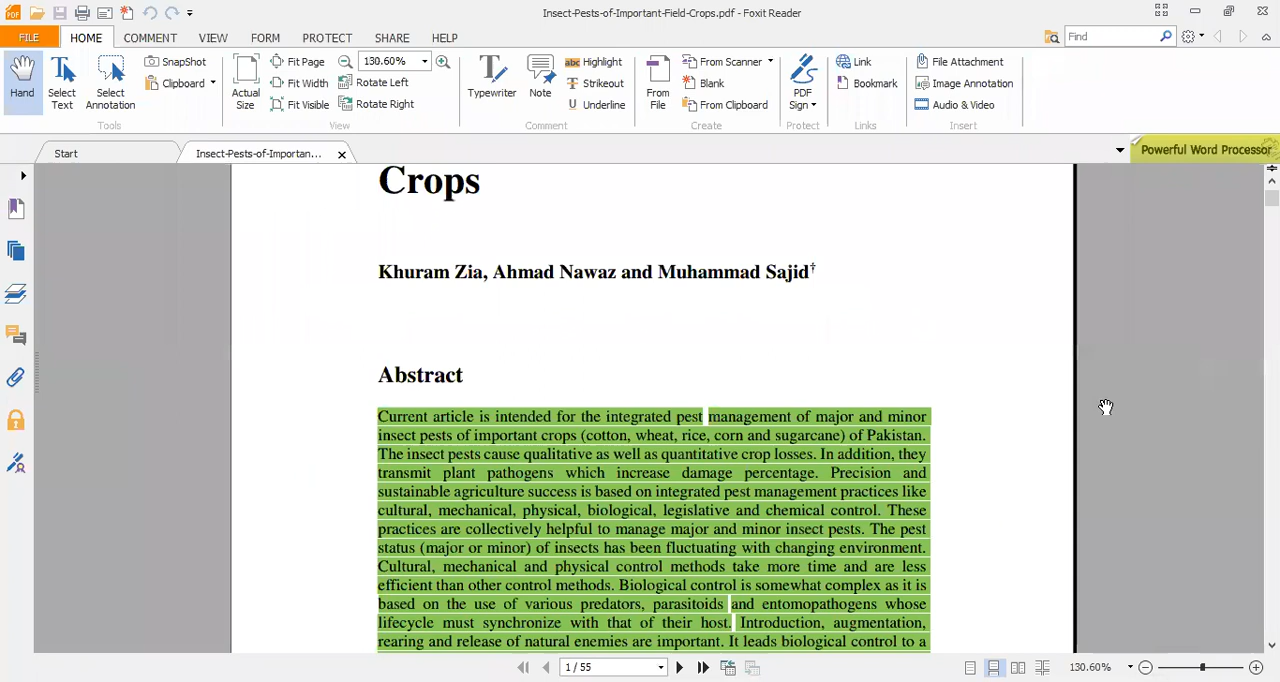 Insect-Pests-of-Important-Field-Crops.pdf - Foxit Reader
FILE HOME COMMENT VIEW FORM PROTECT SHARE HELP Find
Hand
Select Text
Select Annotation
SnapShot
Clipboard
Tools
Actual Size
Fit Page
Fit Width
Fit Visible
130.60%
Rotate Left
Rotate Right
View
Typewriter
Note
Highlight
Strikeout
Underline
Comment
From File
From Scanner
Blank
From Clipboard
Create
PDF Sign
Protect
Link
Bookmark
Links
File Attachment
Image Annotation
Audio & Video
Insert
Start
Insect-Pests-of-Importan...
Powerful Word Processor
Crops
Khuram Zia, Ahmad Nawaz and Muhammad Sajid†
Abstract
Current article is intended for the integrated pest management of major and minor
insect pests of important crops (cotton, wheat, rice, corn and sugarcane) of Pakistan.
The insect pests cause qualitative as well as quantitative crop losses. In addition, they
transmit plant pathogens which increase damage percentage. Precision and
sustainable agriculture success is based on integrated pest management practices like
cultural, mechanical, physical, biological, legislative and chemical control. These
practices are collectively helpful to manage major and minor insect pests. The pest
status (major or minor) of insects has been fluctuating with changing environment.
Cultural, mechanical and physical control methods take more time and are less
efficient than other control methods. Biological control is somewhat complex as it is
based on the use of various predators, parasitoids and entomopathogens whose
lifecycle must synchronize with that of their host. Introduction, augmentation,
rearing and release of natural enemies are important. It leads biological control to a
1 / 55
130.60%